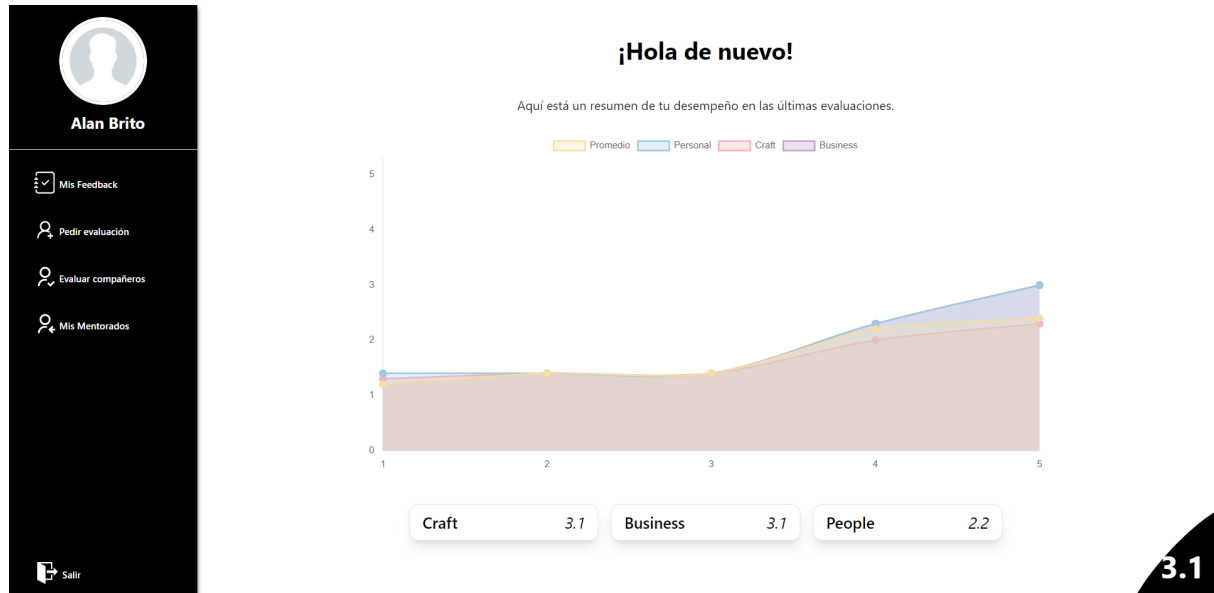 Alan Brito
Mis Feedback
Pedir evaluación
Evaluar compañeros
Mis Mentorados
Salir
¡Hola de nuevo!
Aquí está un resumen de tu desempeño en las últimas evaluaciones.
Promedio Personal Craft Business
5
4
3
2
1
0
1 2 3 4 5
Craft 3.1 Business 3.1 People 2.2
3.1